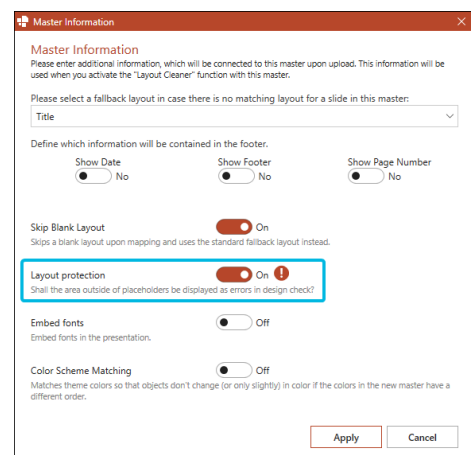 Master Information
Master Information
Please enter additional information, which will be connected to this master upon upload. This information will be
used when you activate the "Layout Cleaner" function with this master.
Please select a fallback layout in case there is no matching layout for a slide in this master:
Title
Define which information will be contained in the footer.
Show Date Show Footer Show Page Number
No No No
Skip Blank Layout On
Skips a blank layout upon mapping and uses the standard fallback layout instead.
Layout protection On !
Shall the area outside of placeholders be displayed as errors in design check?
Embed fonts Off
Embed fonts in the presentation.
Color Scheme Matching Off
Matches theme colors so that objects don't change (or only slightly) in color if the colors in the new master have a
different order.
Apply Cancel